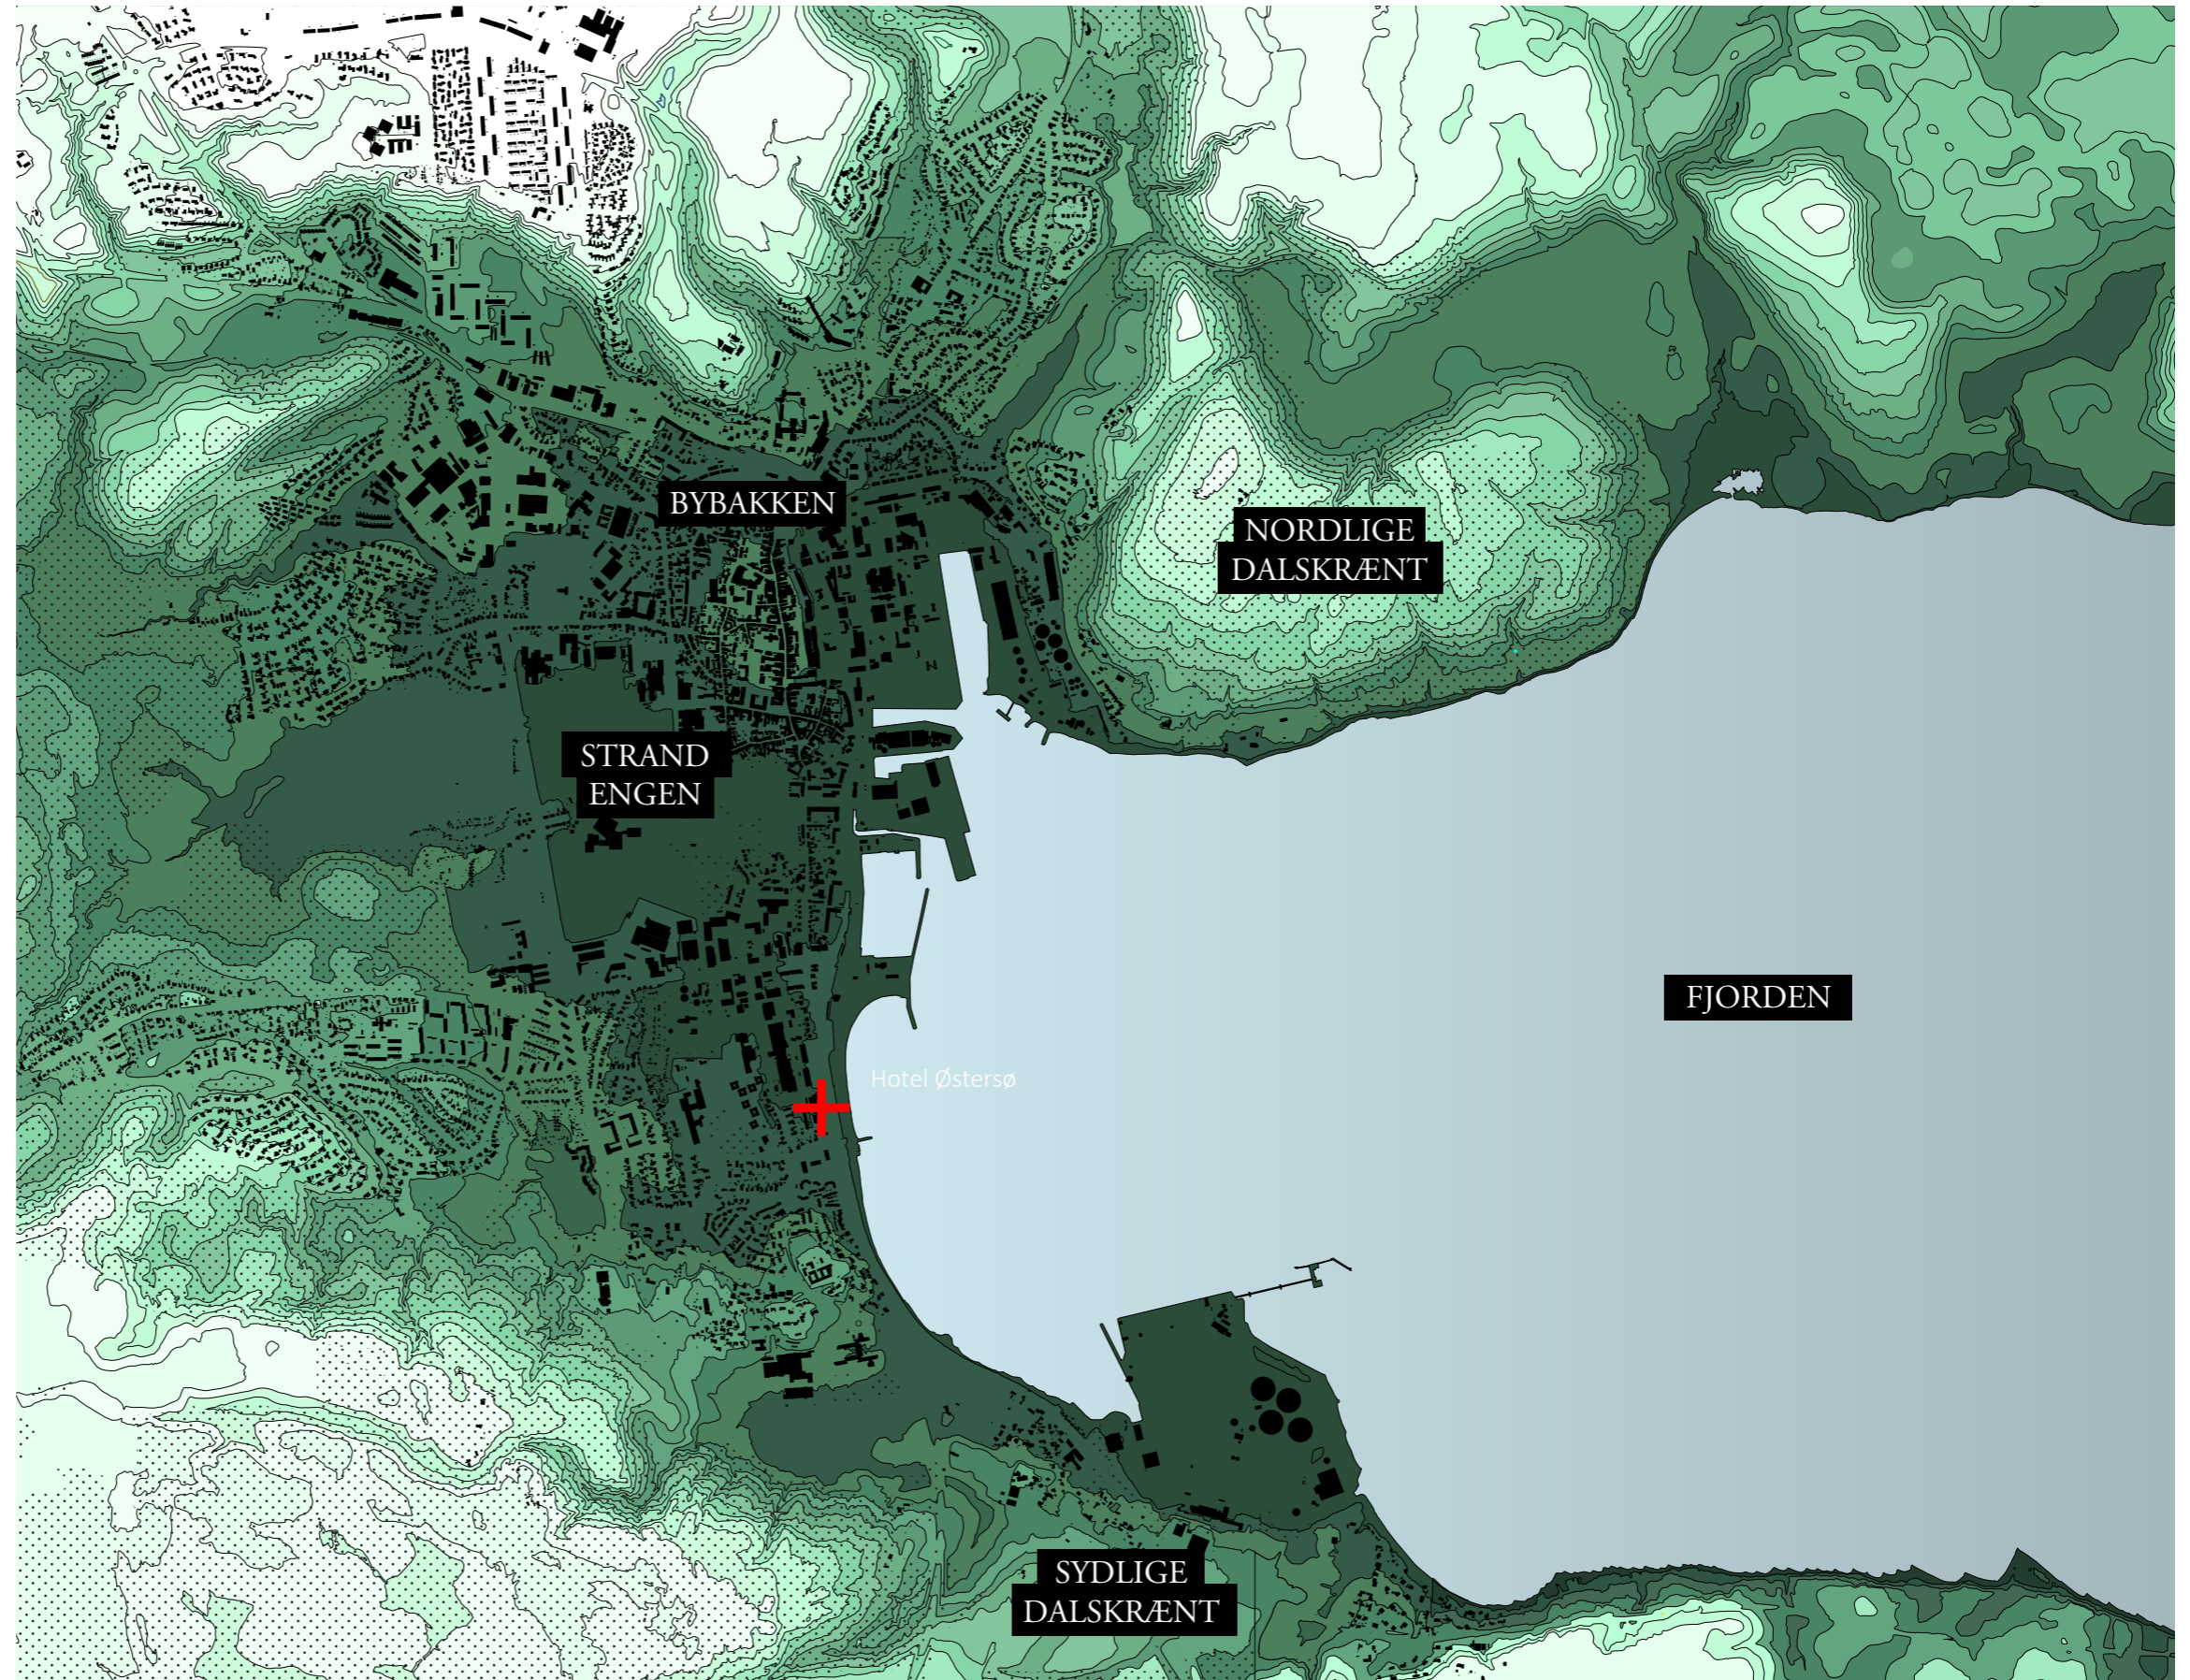 BYBAKKEN
NORDLIGE
DALSKRÆNT
STRAND
ENGEN
FJORDEN
Hotel Østersø
SYDLIGE
DALSKRÆNT